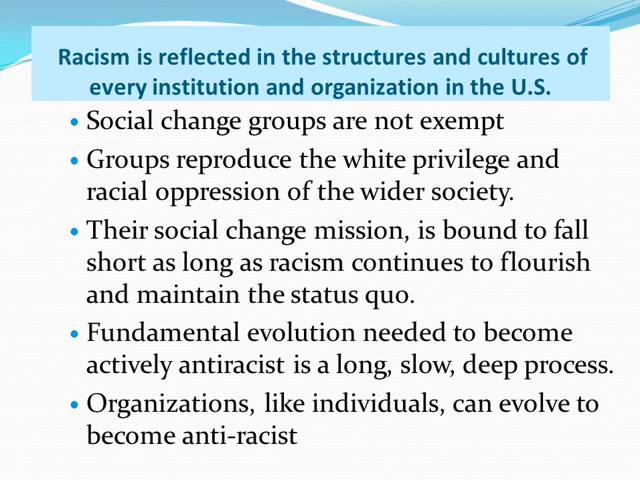 Racism is reflected in the structures and cultures of
every institution and organization in the U.S.
• Social change groups are not exempt
• Groups reproduce the white privilege and
racial oppression of the wider society.
• Their social change mission, is bound to fall
short as long as racism continues to flourish
and maintain the status quo.
• Fundamental evolution needed to become
actively antiracist is a long, slow, deep process.
• Organizations, like individuals, can evolve to
become anti-racist